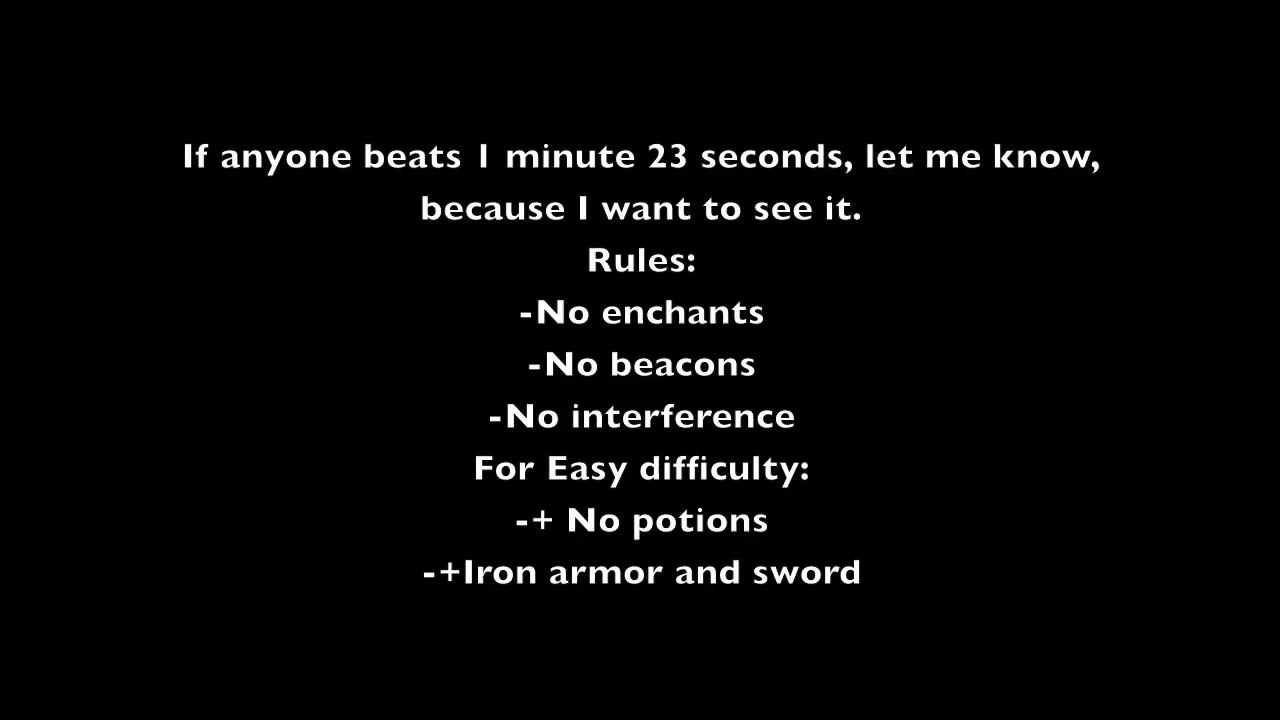 If anyone beats 1 minute 23 seconds, let me know,
because I want to see it.
Rules:
-No enchants
-No beacons
-No interference
For Easy difficulty:
-+ No potions
-+Iron armor and sword